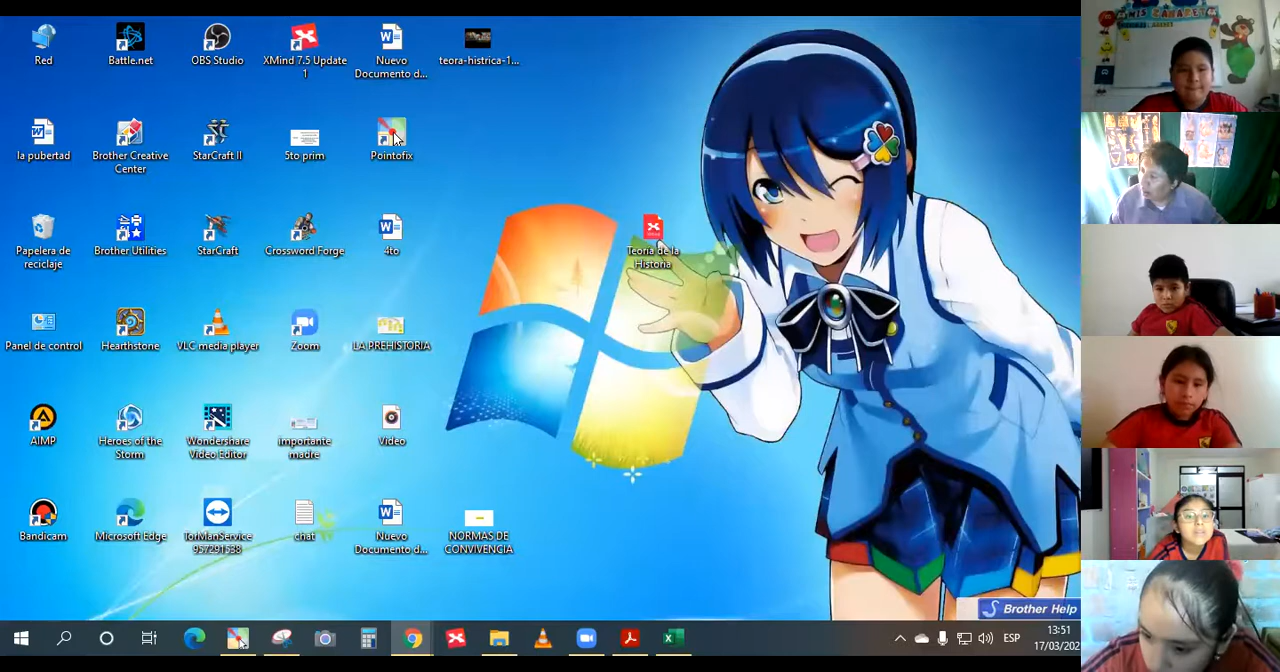 Red
Battle.net
OBS Studio
XMind 7.5 Update
1
Nuevo
Documento d...
teora-histrica-1...
la pubertad
Brother Creative
Center
StarCraft II
5to prim
Pointofix
Papelera de
reciclaje
Brother Utilities
StarCraft
Crossword Forge
4to
Teoria de la
Historia
Panel de control
Hearthstone
VLC media player
Zoom
LA PREHISTORIA
AIMP
Heroes of the
Storm
Wondershare
Video Editor
importante
madre
Video
Bandicam
Microsoft Edge
TorManService
957291538
chat
Nuevo
Documento d...
NORMAS DE
CONVIVENCIA
Brother Help
ESP
13:51
17/03/202